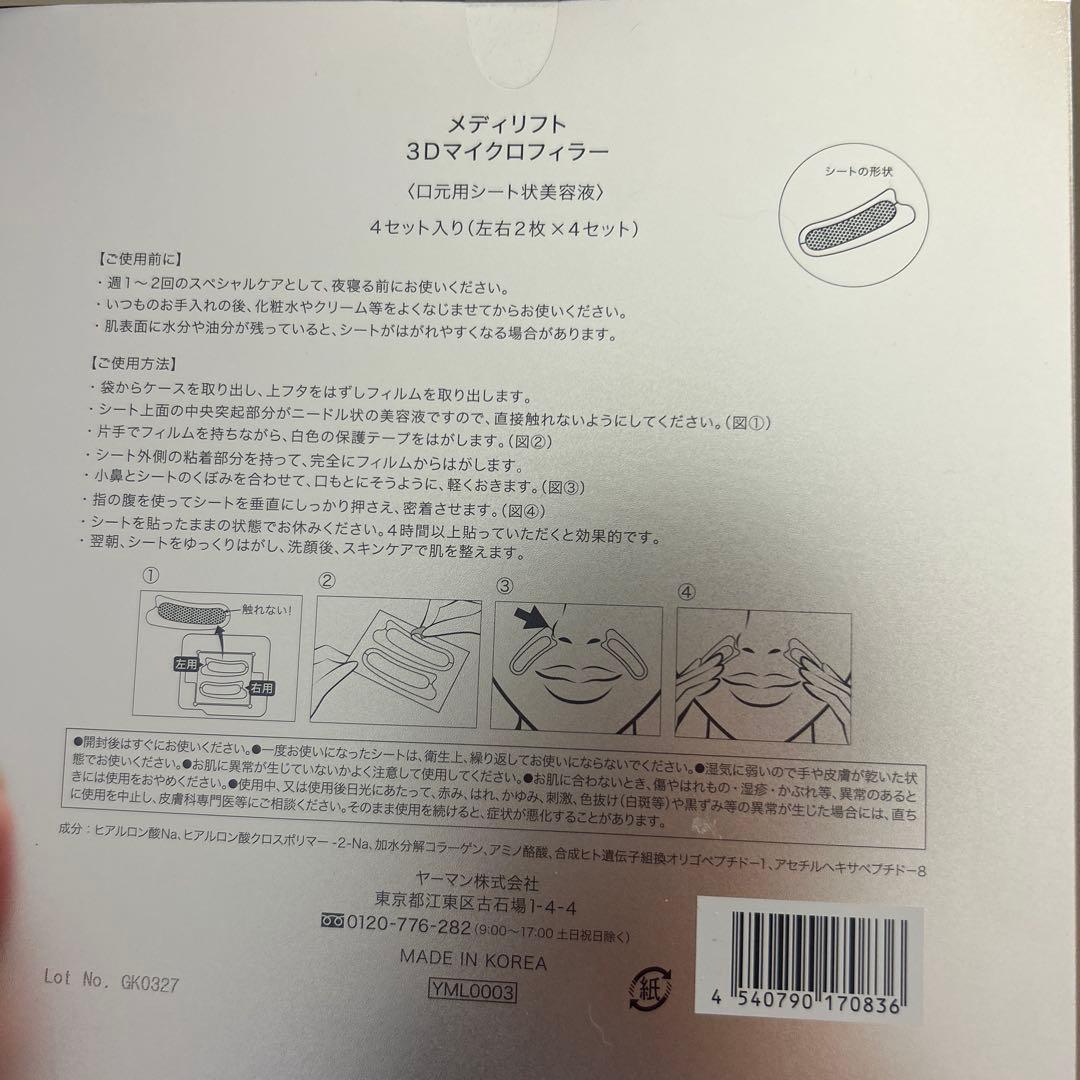 メディリフト
3Dマイクロフィラー
〈口元用シート状美容液〉
4セット入り(左右2枚×4セット)
シートの形状
【ご使用前に】
・週1〜2回のスペシャルケアとして、夜寝る前にお使いください。
・いつものお手入れの後、化粧水やクリーム等をよくなじませてからお使いください。
・肌表面に水分や油分が残っていると、シートがはがれやすくなる場合があります。
【ご使用方法】
・袋からケースを取り出し、上フタをはずしフィルムを取り出します。
・シート上面の中央突起部分がニードル状の美容液ですので、直接触れないようにしてください。(図①)
・片手でフィルムを持ちながら、白色の保護テープをはがします。(図②)
・シート外側の粘着部分を持って、完全にフィルムからはがします。
・小鼻とシートのくぼみを合わせて、口もとにそうように、軽くおきます。(図③)
・指の腹を使ってシートを垂直にしっかり押さえ、密着させます。(図④)
・シートを貼ったままの状態でお休みください。4時間以上貼っていただくと効果的です。
・翌朝、シートをゆっくりはがし、洗顔後、スキンケアで肌を整えます。
① ② ③ ④
触れない!
左用
右用
●開封後はすぐにお使いください。●一度お使いになったシートは、衛生上、繰り返してお使いにならないでください。●湿気に弱いので手や皮膚が乾いた状
態でお使いください。●お肌に異常が生じていないかよく注意して使用してください。●お肌に合わないとき、傷やはれもの・湿疹・かぶれ等、異常のあると
きには使用をおやめください。●使用中、又は使用後日光にあたって、赤み、はれ、かゆみ、刺激、色抜け(白斑等)や黒ずみ等の異常が生じた場合には、直ち
に使用を中止し、皮膚科専門医等にご相談ください。そのまま使用を続けると、症状が悪化することがあります。
成分:ヒアルロン酸Na、ヒアルロン酸クロスポリマー-2-Na、加水分解コラーゲン、アミノ酪酸、合成ヒト遺伝子組換オリゴペプチド-1、アセチルヘキサペプチド-8
ヤーマン株式会社
東京都江東区古石場1-4-4
0120-776-282(9:00〜17:00 土日祝日除く)
MADE IN KOREA
YML0003
Lot No. GK0327
紙
4 540790 170836